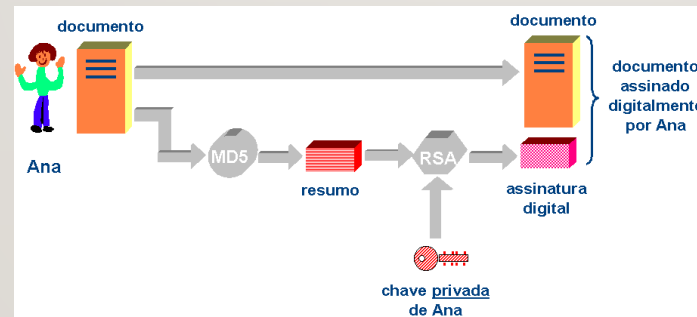 documento
documento
documento
assinado
digitalmente
por Ana
Ana
MD5
RSA
resumo
assinatura
digital
chave privada
de Ana